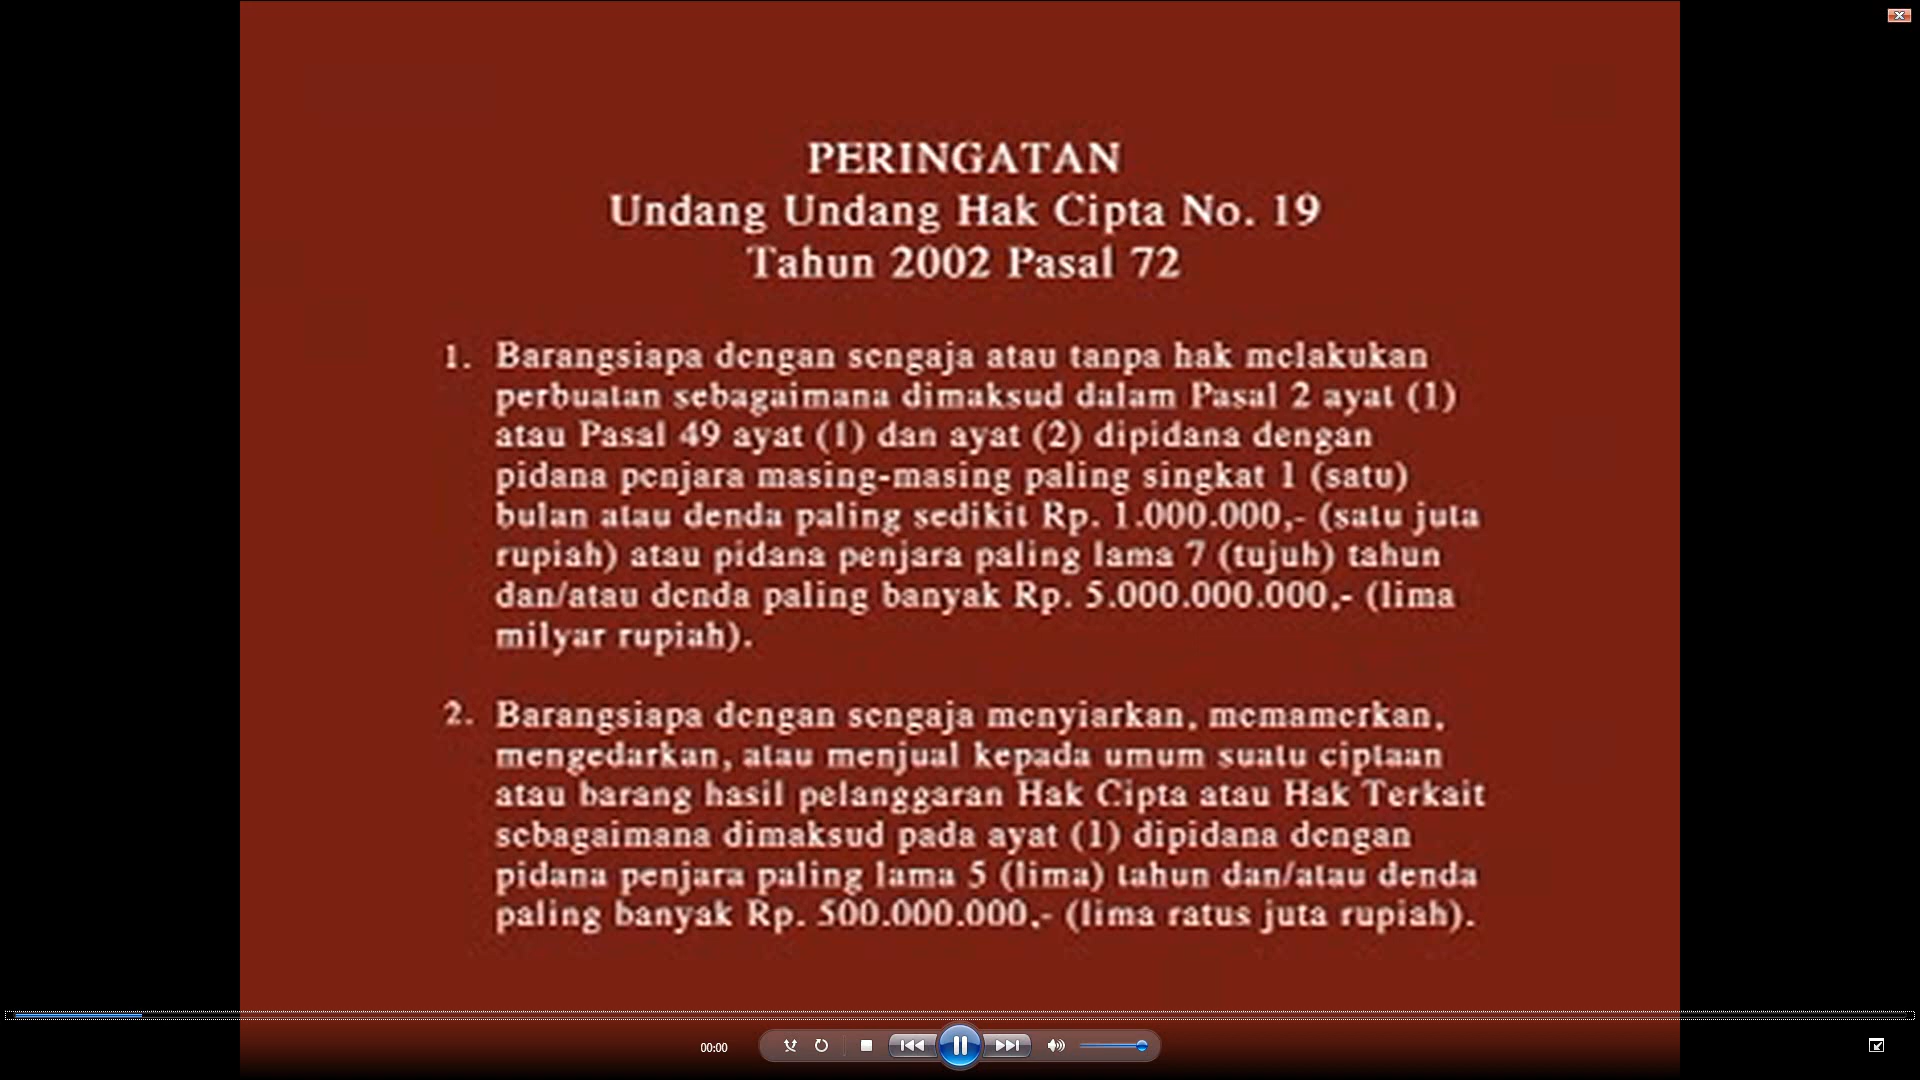 PERINGATAN
Undang Undang Hak Cipta No. 19
Tahun 2002 Pasal 72
1. Barangsiapa dengan sengaja atau tanpa hak melakukan
perbuatan sebagaimana dimaksud dalam Pasal 2 ayat (1)
atau Pasal 49 ayat (1) dan ayat (2) dipidana dengan
pidana penjara masing-masing paling singkat 1 (satu)
bulan atau denda paling sedikit Rp. 1.000.000,- (satu juta
rupiah) atau pidana penjara paling lama 7 (tujuh) tahun
dan/atau denda paling banyak Rp. 5.000.000.000,- (lima
milyar rupiah).
2. Barangsiapa dengan sengaja menyiarkan, memamerkan,
mengedarkan, atau menjual kepada umum suatu ciptaan
atau barang hasil pelanggaran Hak Cipta atau Hak Terkait
sebagaimana dimaksud pada ayat (1) dipidana dengan
pidana penjara paling lama 5 (lima) tahun dan/atau denda
paling banyak Rp. 500.000.000,- (lima ratus juta rupiah).
00:00